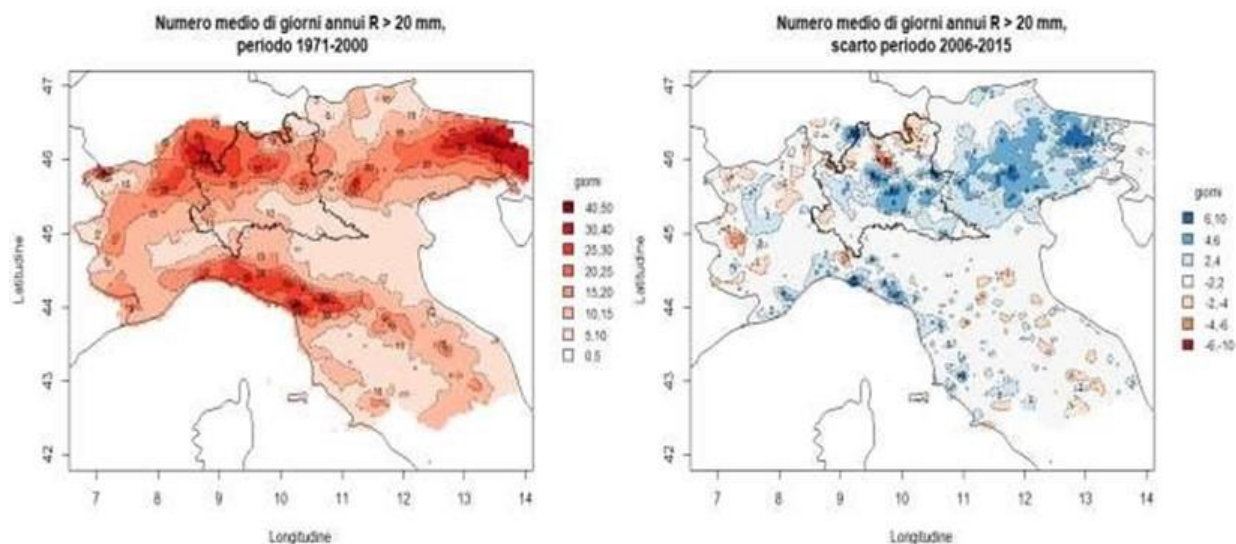 Numero medio di giorni annui R > 20 mm,
periodo 1971-2000
Latitudine
47
46
45
44
43
42
7 8 9 10 11 12 13 14
Longitudine
giorni
40,50
30,40
25,30
20,25
15,20
10,15
5,10
0,5
Numero medio di giorni annui R > 20 mm,
scarto periodo 2006-2015
Latitudine
47
46
45
44
43
42
7 8 9 10 11 12 13 14
Longitudine
giorni
6,10
4,6
2,4
-2,2
-2,-4
-4,-6
-6,-10